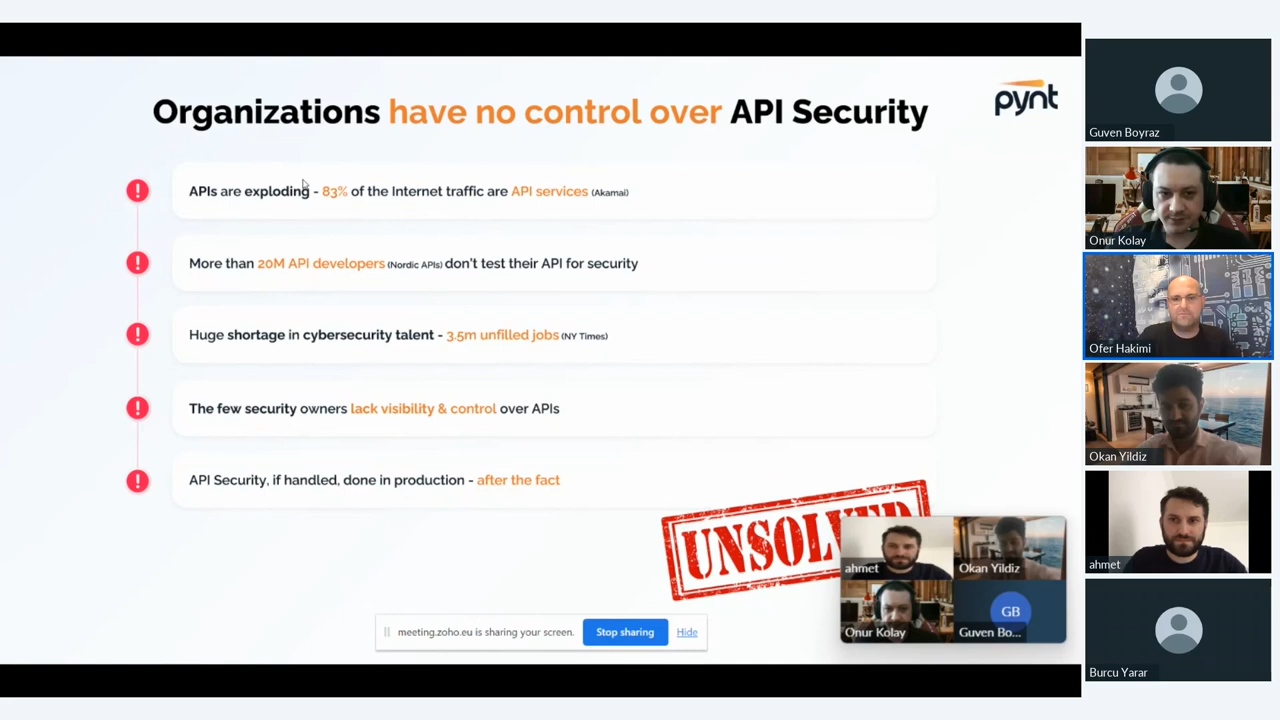 Organizations have no control over API Security
pynt
APIs are exploding - 83% of the Internet traffic are API services (Akamai)
More than 20M API developers (Nordic APIs) don't test their API for security
Huge shortage in cybersecurity talent - 3.5m unfilled jobs (NY Times)
The few security owners lack visibility & control over APIs
API Security, if handled, done in production - after the fact
ahmet
Okan Yildiz
Onur Kolay
GB
Guven Bo...
meeting.zoho.eu is sharing your screen.
Stop sharing
Hide
Guven Boyraz
Onur Kolay
Ofer Hakimi
Okan Yildiz
ahmet
Burcu Yarar